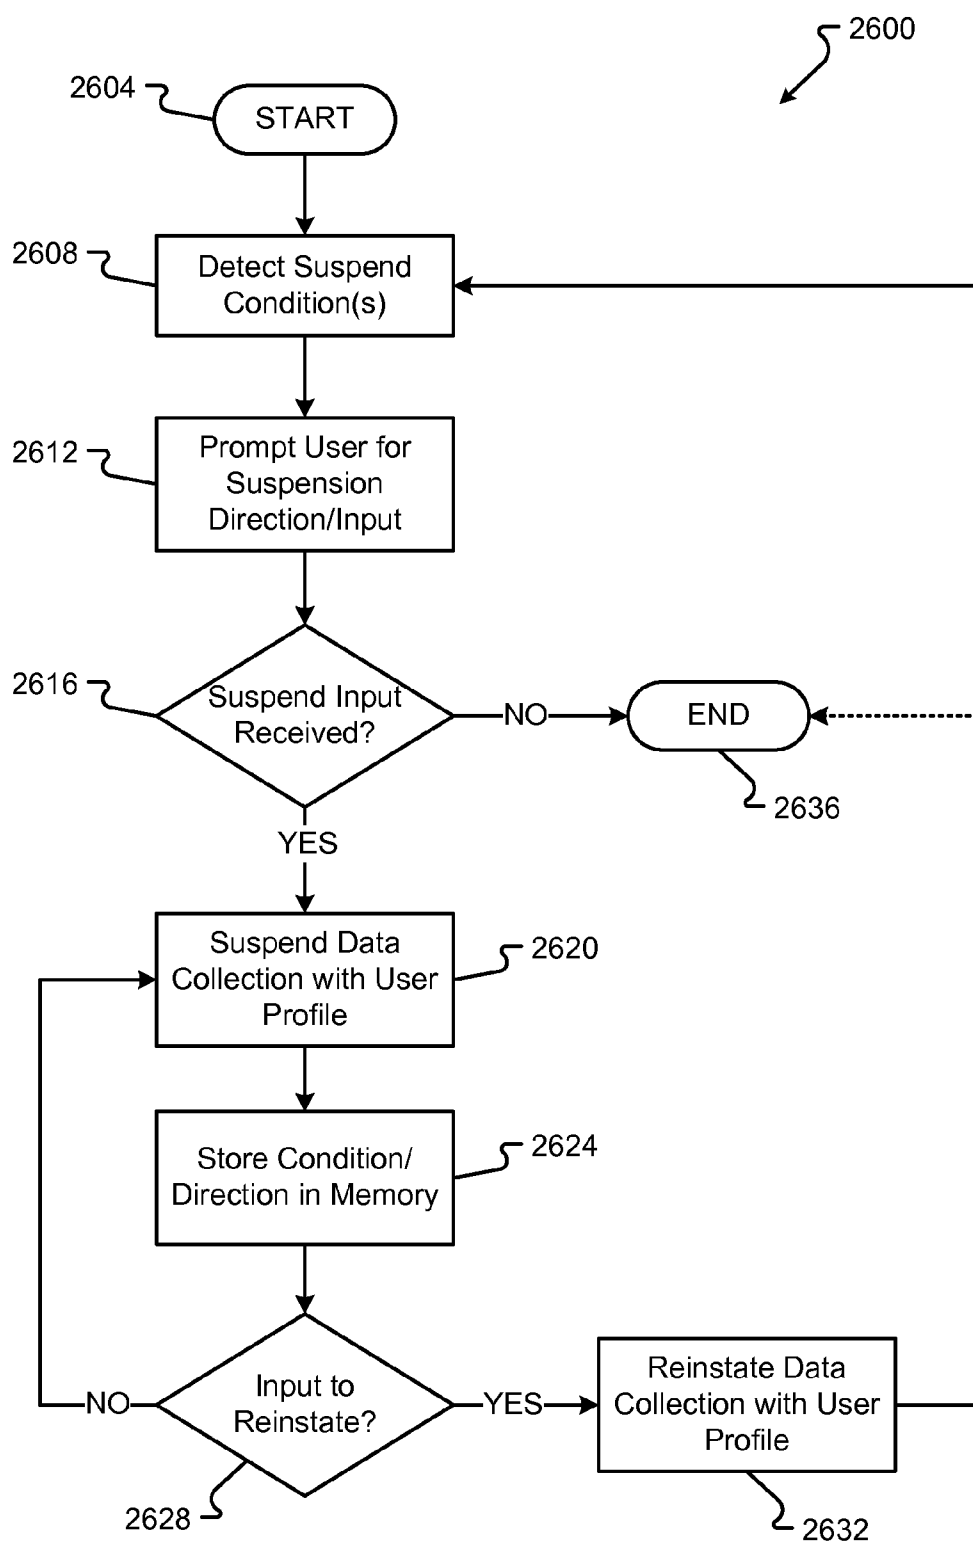 2600
2604
START
2608
Detect Suspend
Condition(s)
2612
Prompt User for
Suspension
Direction/Input
2616
Suspend Input
Received?
NO
END
2636
YES
Suspend Data
Collection with User
Profile
2620
Store Condition/
Direction in Memory
2624
Input to
Reinstate?
NO
YES
2628
Reinstate Data
Collection with User
Profile
2632